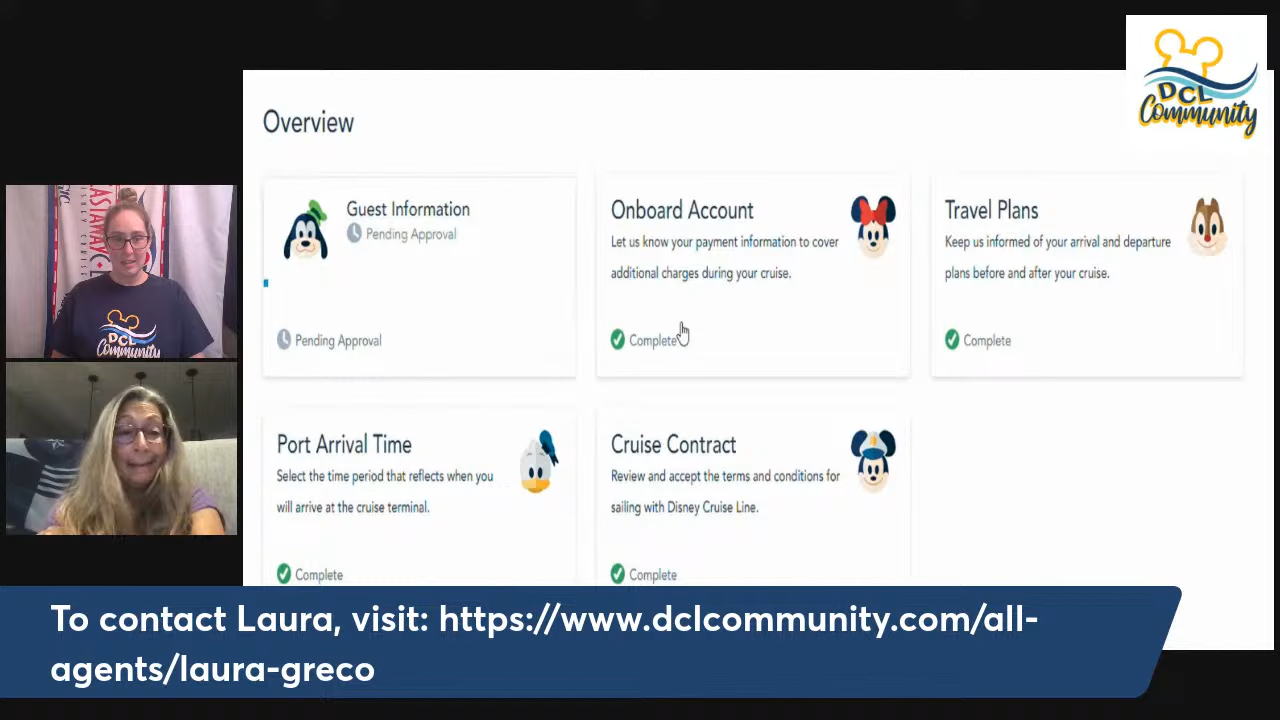 DCL
Community
Overview
Guest Information
Pending Approval
Pending Approval
Onboard Account
Let us know your payment information to cover
additional charges during your cruise.
Complete
Travel Plans
Keep us informed of your arrival and departure
plans before and after your cruise.
Complete
Port Arrival Time
Select the time period that reflects when you
will arrive at the cruise terminal.
Complete
Cruise Contract
Review and accept the terms and conditions for
sailing with Disney Cruise Line.
Complete
DCL
Community
To contact Laura, visit: https://www.dclcommunity.com/all-
agents/laura-greco